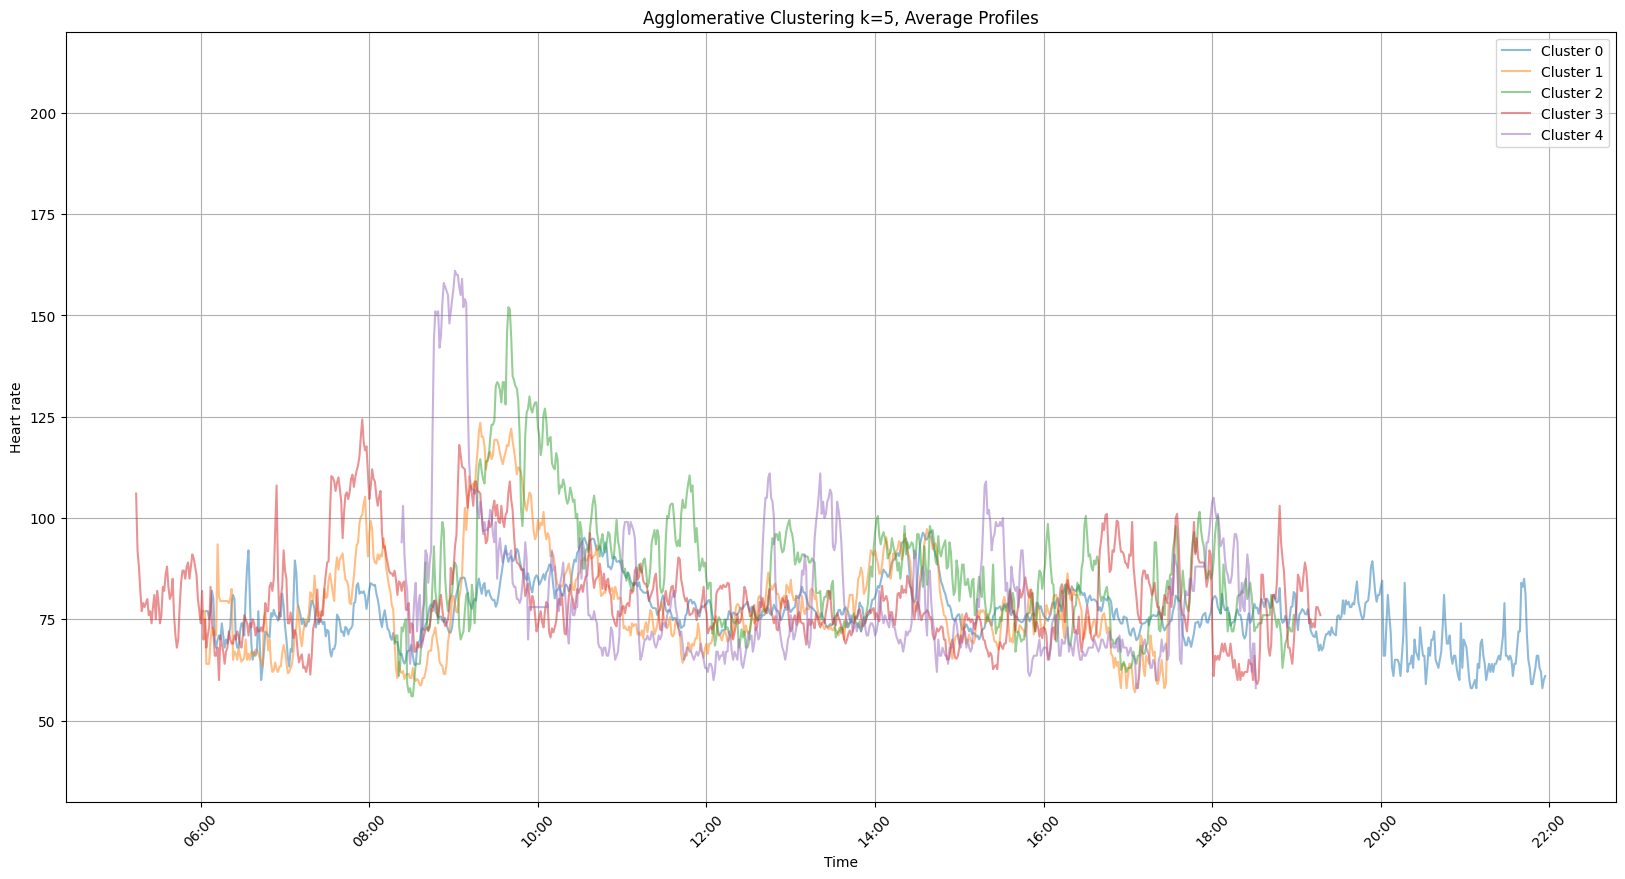 Agglomerative Clustering k=5, Average Profiles
Cluster 0
Cluster 1
Cluster 2
Cluster 3
Cluster 4
Heart rate
200
175
150
125
100
75
50
06:00
08:00
10:00
12:00
14:00
16:00
18:00
20:00
22:00
Time